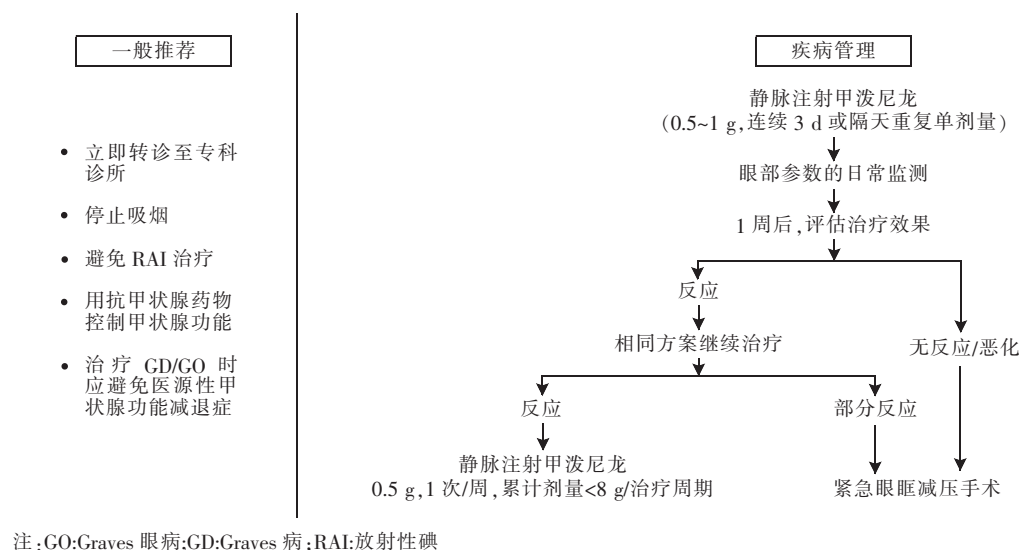 一般推荐
• 立即转诊至专科
诊所
• 停止吸烟
• 避免 RAI 治疗
• 用抗甲状腺药物
控制甲状腺功能
• 治疗 GD/GO 时
应避免医源性甲
状腺功能减退症
疾病管理
静脉注射甲泼尼龙
(0.5~1 g,连续 3 d 或隔天重复单剂量)
眼部参数的日常监测
1 周后,评估治疗效果
反应
相同方案继续治疗
无反应/恶化
反应
部分反应
静脉注射甲泼尼龙
0.5 g,1 次/周,累计剂量<8 g/治疗周期
紧急眼眶减压手术
注:GO:Graves 眼病;GD:Graves 病;RAI:放射性碘